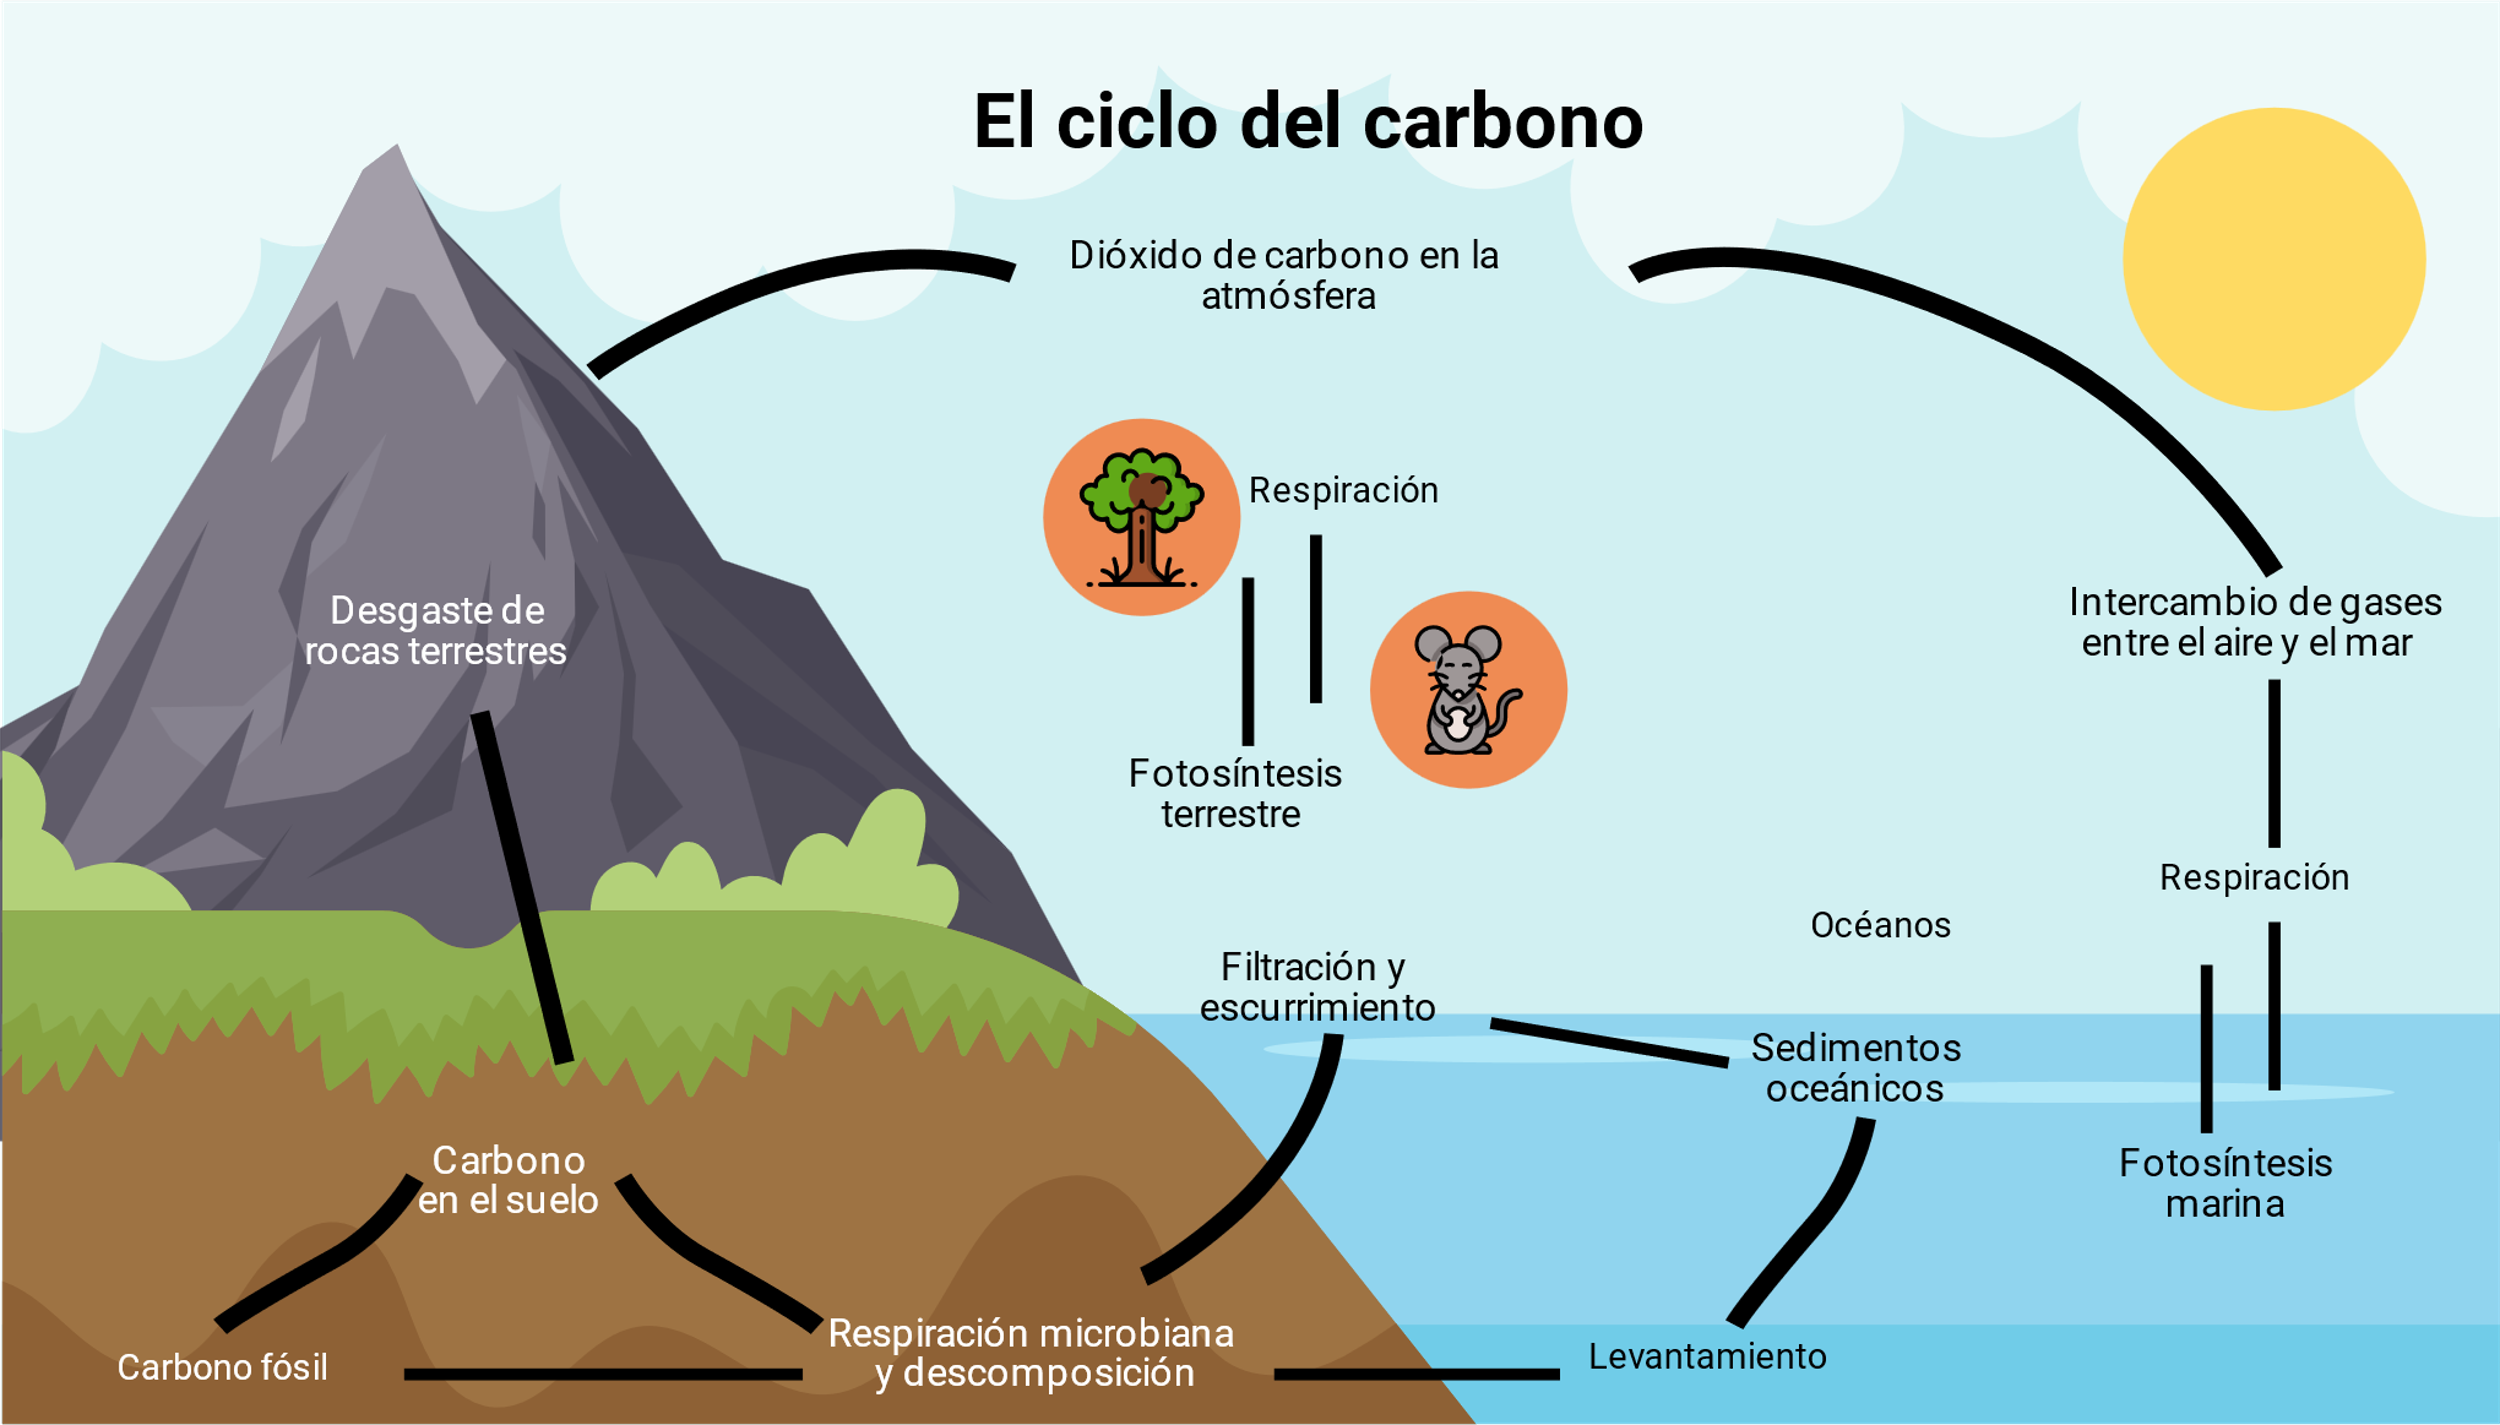 El ciclo del carbono
Dióxido de carbono en la
atmósfera
Respiración
Desgaste de
rocas terrestres
Intercambio de gases
entre el aire y el mar
Fotosíntesis
terrestre
Respiración
Océanos
Filtración y
escurrimiento
Sedimentos
oceánicos
Carbono
en el suelo
Fotosíntesis
marina
Carbono fósil
Respiración microbiana
y descomposición
Levantamiento